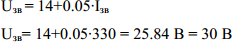 Uзв = 14+0.05·Iзв
Uзв= 14+0.05·330 = 25.84 В = 30 В